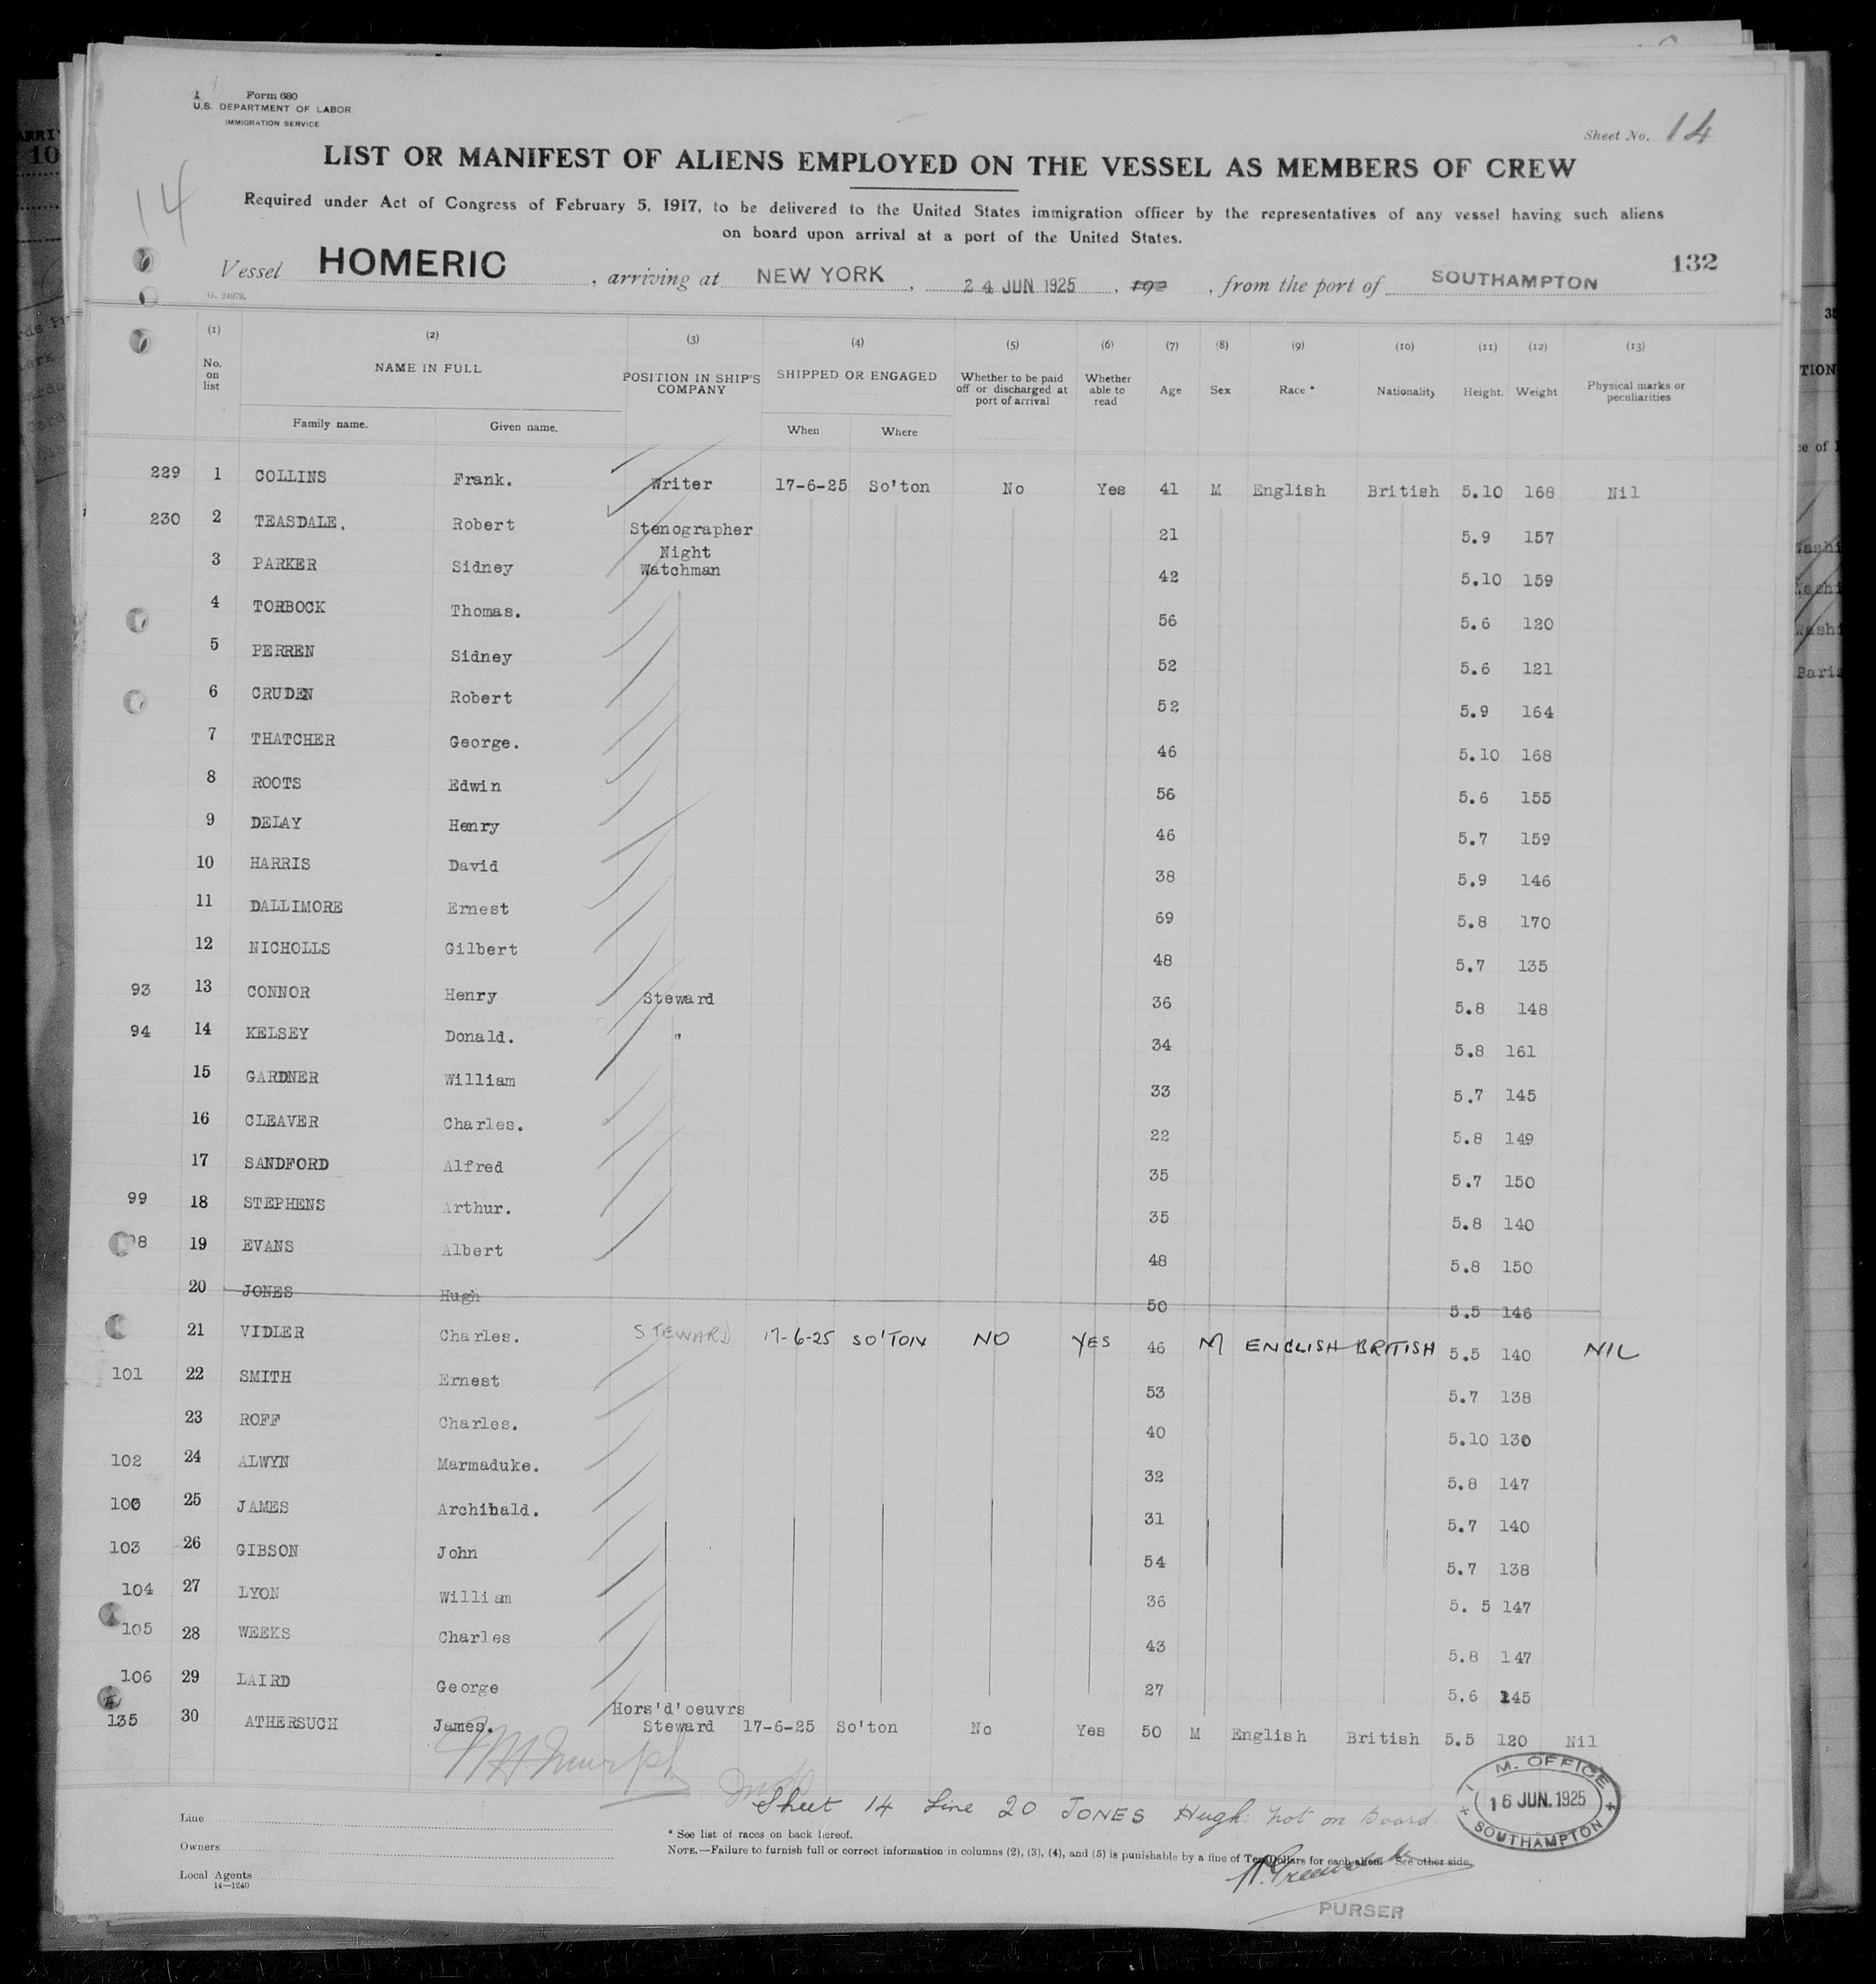 Form 680
U.S. DEPARTMENT OF LABOR
IMMIGRATION SERVICE
Sheet No. 14
LIST OR MANIFEST OF ALIENS EMPLOYED ON THE VESSEL AS MEMBERS OF CREW
14
Required under Act of Congress of February 5, 1917, to be delivered to the United States immigration officer by the representatives of any vessel having such aliens
on board upon arrival at a port of the United States.
132
Vessel HOMERIC , arriving at NEW YORK , 24 JUN 1925 , 192 , from the port of SOUTHAMPTON
(1) (2) (3) (4) (5) (6) (7) (8) (9) (10) (11) (12) (13)
No. on list NAME IN FULL POSITION IN SHIP'S COMPANY SHIPPED OR ENGAGED Whether to be paid off or discharged at port of arrival Whether able to read Age Sex Race * Nationality Height. Weight Physical marks or peculiarities
Family name. Given name. When Where
229 1 COLLINS Frank. Writer 17-6-25 So'ton No Yes 41 M English British 5.10 168 Nil
230 2 TEASDALE. Robert Stenographer 21 5.9 157
3 PARKER Sidney Night Watchman 42 5.10 159
4 TORBOCK Thomas. 56 5.6 120
5 PERREN Sidney 52 5.6 121
6 CRUDEN Robert 52 5.9 164
7 THATCHER George. 46 5.10 168
8 ROOTS Edwin 56 5.6 155
9 DELAY Henry 46 5.7 159
10 HARRIS David 38 5.9 146
11 DALLIMORE Ernest 69 5.8 170
12 NICHOLLS Gilbert 48 5.7 135
93 13 CONNOR Henry Steward 36 5.8 148
94 14 KELSEY Donald. " 34 5.8 161
15 GARDNER William 33 5.7 145
16 CLEAVER Charles. 22 5.8 149
17 SANDFORD Alfred 35 5.7 150
99 18 STEPHENS Arthur. 35 5.8 140
19 EVANS Albert 48 5.8 150
20 JONES Hugh 50 5.5 146
21 VIDLER Charles. STEWARD 17-6-25 SO'TON NO YES 46 M ENGLISH BRITISH 5.5 140 NIL
101 22 SMITH Ernest 53 5.7 138
23 ROFF Charles. 40 5.10 130
102 24 ALWYN Marmaduke. 32 5.8 147
100 25 JAMES Archibald. 31 5.7 140
103 26 GIBSON John 54 5.7 138
104 27 LYON William 36 5. 5 147
105 28 WEEKS Charles 43 5.8 147
106 29 LAIRD George 27 5.6 145
135 30 ATHERSUCH James. Hors'd'oeuvrs Steward 17-6-25 So'ton No Yes 50 M English British 5.5 120 Nil
Sheet 14 Line 20 JONES Hugh: not on Board
IM. OFFICE
16 JUN. 1925
SOUTHAMPTON
Line
Owners
Local Agents
14—1240
* See list of races on back hereof.
NOTE.—Failure to furnish full or correct information in columns (2), (3), (4), and (5) is punishable by a fine of Ten Dollars for each alien. See other side.
PURSER